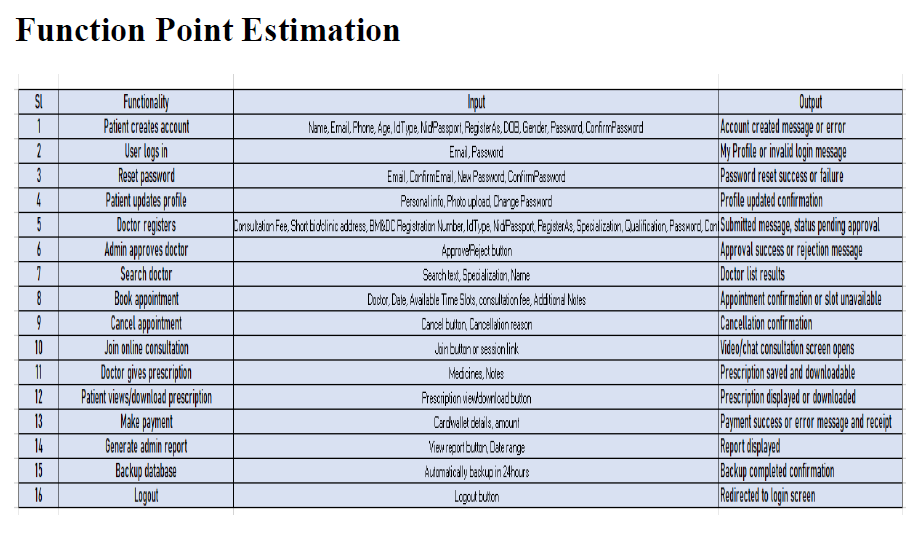 Function Point Estimation
Sl Functionality Input Output
1 Patient creates account Name, Email, Phone, Age, IdType, Nid/Passport, RegisterAs, DOB, Gender, Password, ConfirmPassword Account created message or error
2 User logs in Email, Password My Profile or invalid login message
3 Reset password Email, ConfirmEmail, New Password, ConfirmPassword Password reset success or failure
4 Patient updates profile Personal info, Photo upload, Change Password Profile updated confirmation
5 Doctor registers Consultation Fee, Short bio/clinic address, BM&DC Registration Number, IdType, Nid/Passport, RegisterAs, Specialization, Qualification, Password, Con Submitted message, status pending approval
6 Admin approves doctor Approve/Reject button Approval success or rejection message
7 Search doctor Search text, Specialization, Name Doctor list results
8 Book appointment Doctor, Date, Available Time Slots, consultation fee, Additional Notes Appointment confirmation or slot unavailable
9 Cancel appointment Cancel button, Cancellation reason Cancellation confirmation
10 Join online consultation Join button or session link Video/chat consultation screen opens
11 Doctor gives prescription Medicines, Notes Prescription saved and downloadable
12 Patient views/download prescription Prescription view/download button Prescription displayed or downloaded
13 Make payment Card/wallet details, amount Payment success or error message and receipt
14 Generate admin report View report button, Date range Report displayed
15 Backup database Automatically backup in 24hours Backup completed confirmation
16 Logout Logout button Redirected to login screen